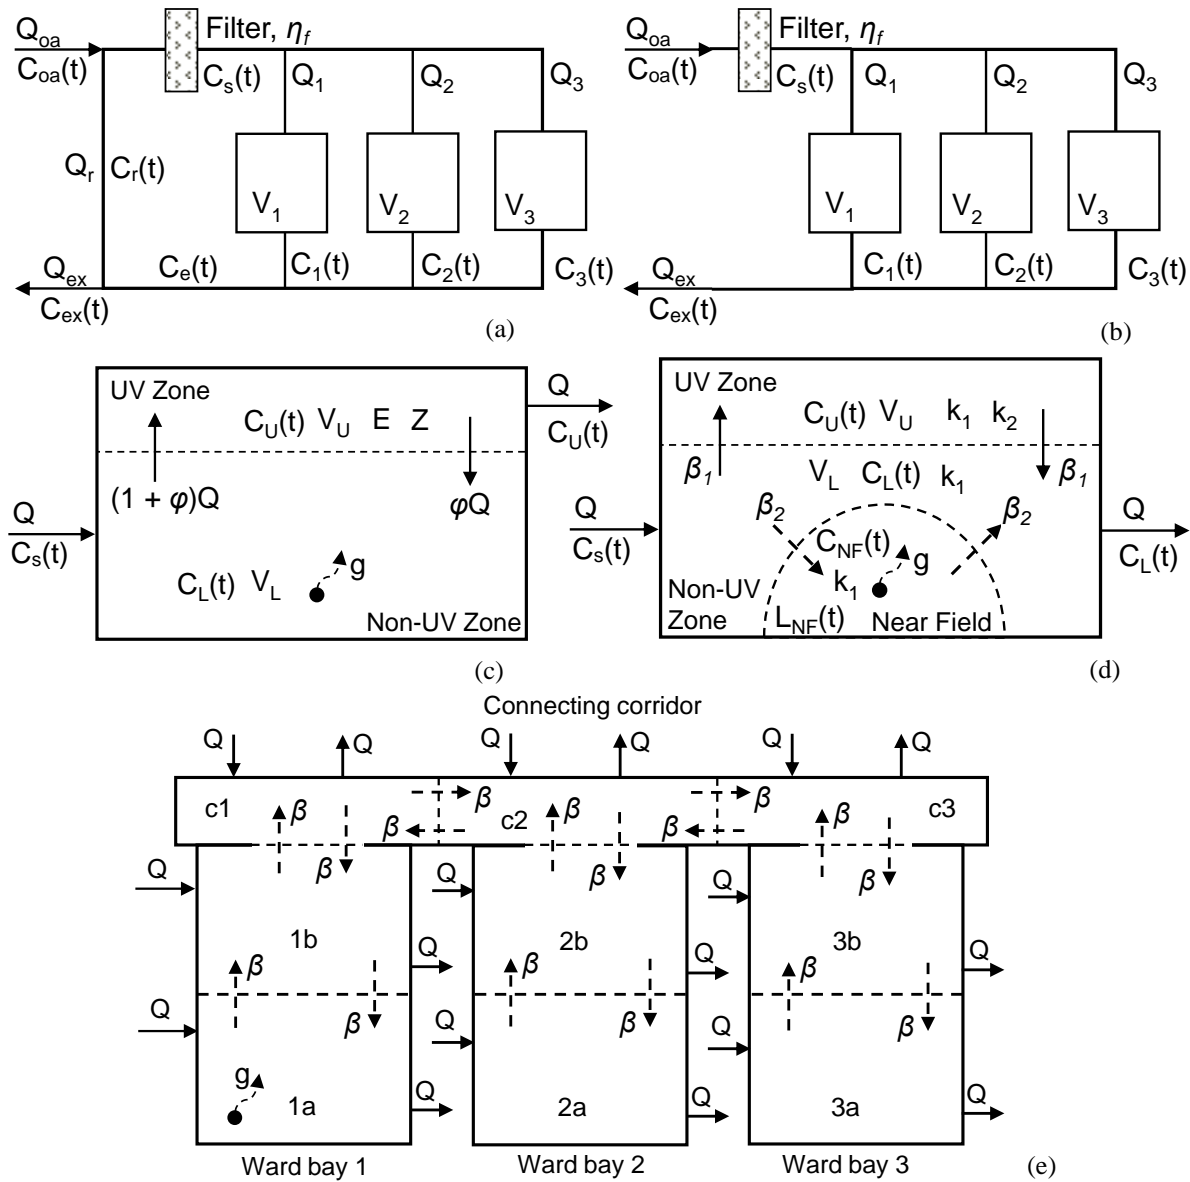 Q_oa Filter, η_f Q_oa Filter, η_f
C_oa(t) C_s(t) Q_1 Q_2 Q_3 C_oa(t) C_s(t) Q_1 Q_2 Q_3
Q_r C_r(t)
V_1 V_2 V_3 V_1 V_2 V_3
Q_ex C_e(t) C_1(t) C_2(t) C_3(t) Q_ex C_1(t) C_2(t) C_3(t)
C_ex(t) C_ex(t)
(a) (b)
UV Zone
C_U(t) V_U E Z
Q
C_U(t)
(1 + φ)Q φQ
Q
C_s(t)
C_L(t) V_L g
Non-UV Zone
(c)
UV Zone
C_U(t) V_U k_1 k_2
β_1 V_L C_L(t) k_1 β_1
Q β_2 β_2 Q
C_s(t) C_NF(t) C_L(t)
k_1 g
Non-UV
Zone L_NF(t) Near Field
(d)
Connecting corridor
Q Q Q Q Q Q
c1 β β c2 β β c3
β β β
β β β
Q Q Q
1b 2b 3b
β Q β Q β Q
Q β Q β Q β
g 1a Q 2a Q 3a Q
Ward bay 1 Ward bay 2 Ward bay 3 (e)